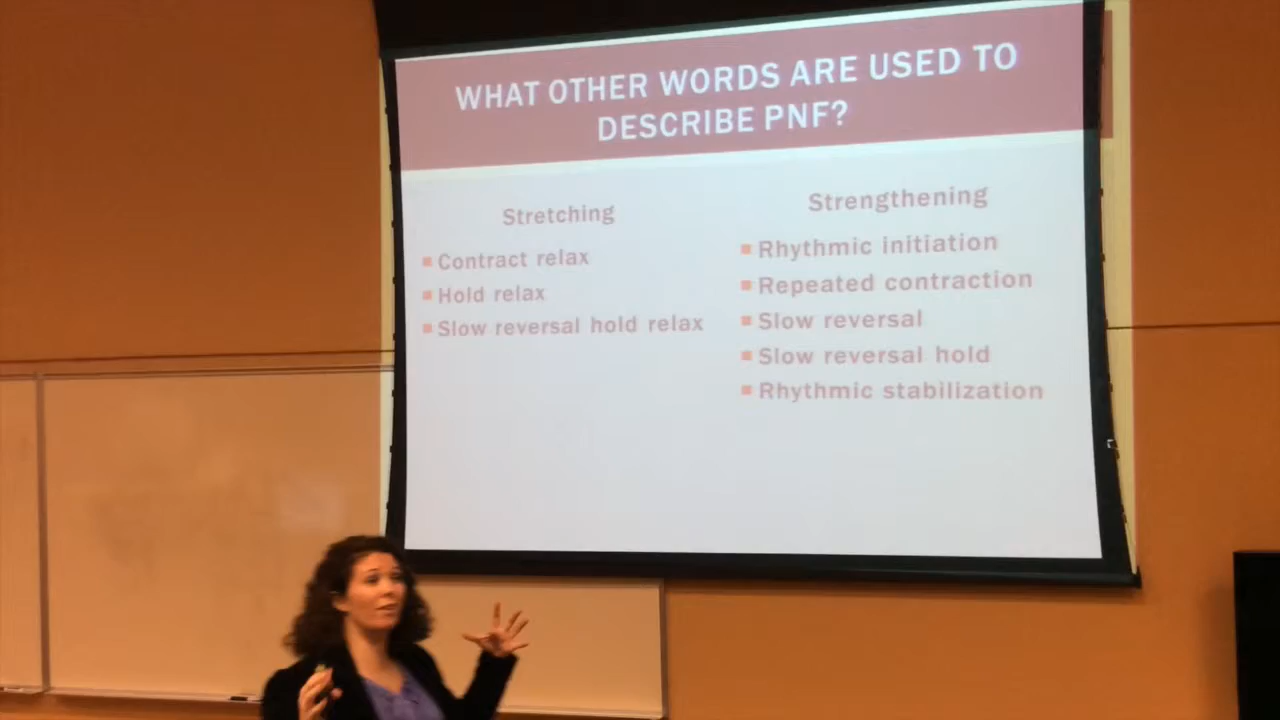 WHAT OTHER WORDS ARE USED TO
DESCRIBE PNF?
Stretching
Contract relax
Hold relax
Slow reversal hold relax
Strengthening
Rhythmic initiation
Repeated contraction
Slow reversal
Slow reversal hold
Rhythmic stabilization